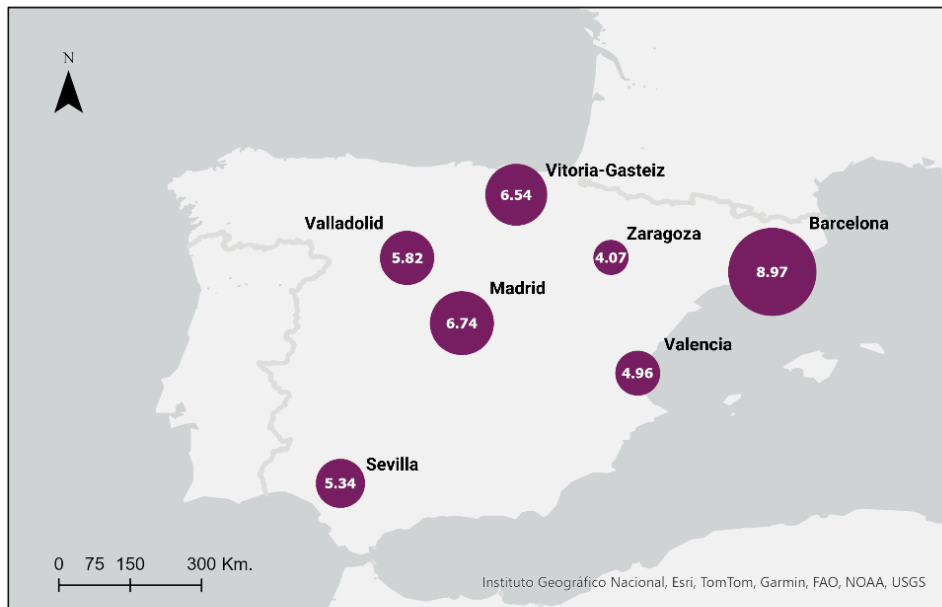 N
Vitoria-Gasteiz
6.54
Valladolid
5.82
Zaragoza
4.07
Barcelona
8.97
Madrid
6.74
Valencia
4.96
Sevilla
5.34
0 75 150 300 Km.
Instituto Geográfico Nacional, Esri, TomTom, Garmin, FAO, NOAA, USGS